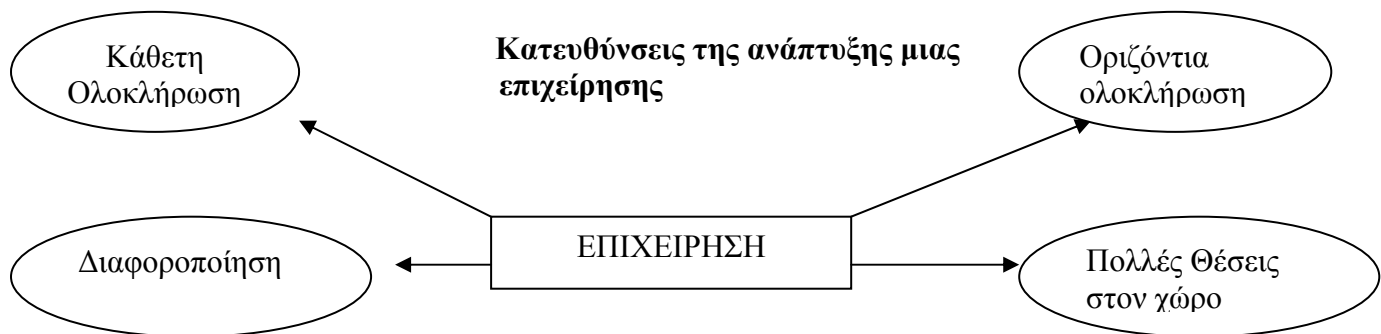 Κάθετη
Ολοκλήρωση
Κατευθύνσεις της ανάπτυξης μιας
επιχείρησης
Οριζόντια
ολοκλήρωση
Διαφοροποίηση
ΕΠΙΧΕΙΡΗΣΗ
Πολλές Θέσεις
στον χώρο